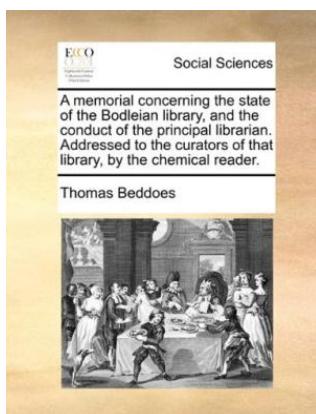 ECCO
Social Sciences
A memorial concerning the state
of the Bodleian library, and the
conduct of the principal librarian.
Addressed to the curators of that
library, by the chemical reader.
Thomas Beddoes